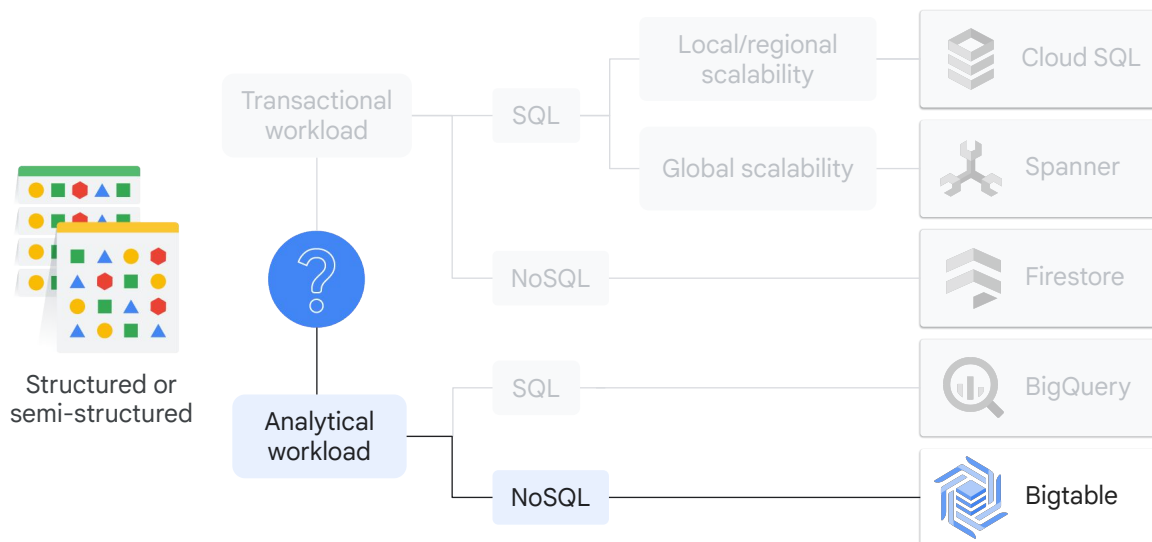 Local/regional
scalability
Cloud SQL
Transactional
workload
SQL
Global scalability
Spanner
?
NoSQL
Firestore
Structured or
semi-structured
SQL
BigQuery
Analytical
workload
NoSQL
Bigtable